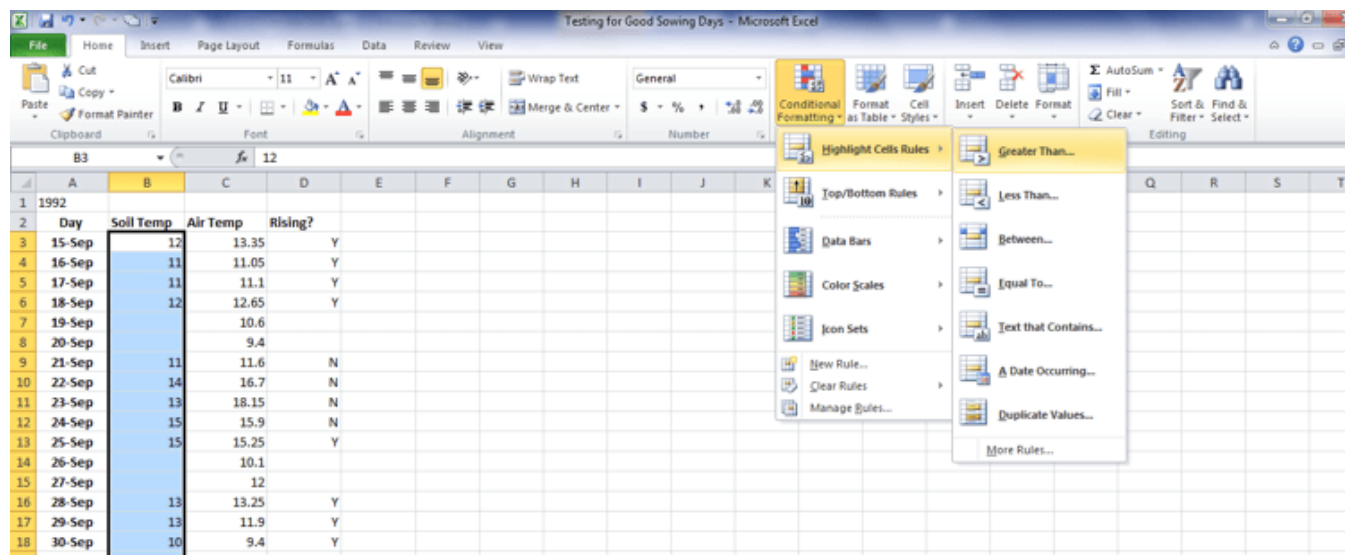 Testing for Good Sowing Days - Microsoft Excel
File Home Insert Page Layout Formulas Data Review View
Cut
Copy
Format Painter
Paste
Clipboard
Calibri 11
B I U
Font
Wrap Text
Merge & Center
Alignment
General
$ % ,
Number
Conditional Formatting
Format as Table
Cell Styles
Insert Delete Format
Σ AutoSum
Fill
Clear
Sort & Filter
Find & Select
Editing
B3 fx 12
A B C D E F G H I J K Q R S T
1 1992
2 Day Soil Temp Air Temp Rising?
3 15-Sep 12 13.35 Y
4 16-Sep 11 11.05 Y
5 17-Sep 11 11.1 Y
6 18-Sep 12 12.65 Y
7 19-Sep 10.6
8 20-Sep 9.4
9 21-Sep 11 11.6 N
10 22-Sep 14 16.7 N
11 23-Sep 13 18.15 N
12 24-Sep 15 15.9 N
13 25-Sep 15 15.25 Y
14 26-Sep 10.1
15 27-Sep 12
16 28-Sep 13 13.25 Y
17 29-Sep 13 11.9 Y
18 30-Sep 10 9.4 Y
Highlight Cells Rules
Top/Bottom Rules
Data Bars
Color Scales
Icon Sets
New Rule...
Clear Rules
Manage Rules...
Greater Than...
Less Than...
Between...
Equal To...
Text that Contains...
A Date Occurring...
Duplicate Values...
More Rules...